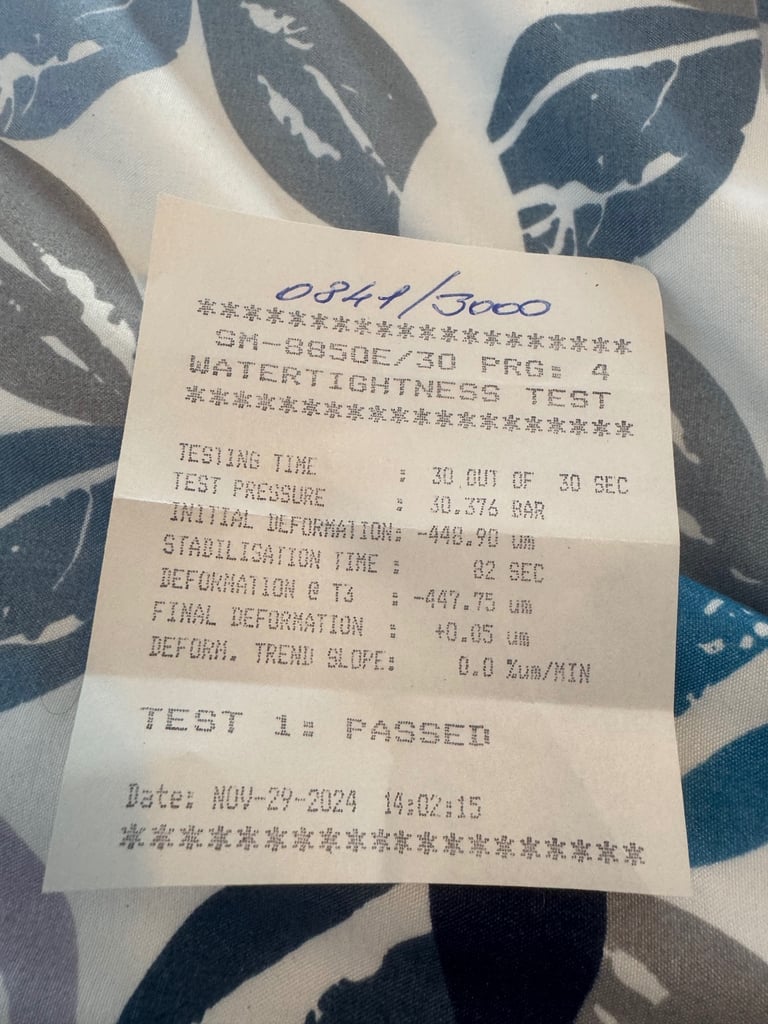 0841/3000
********************
SM-8850E/30 PRG: 4
WATERTIGHTNESS TEST
********************
TESTING TIME : 30 OUT OF 30 SEC
TEST PRESSURE : 30.376 BAR
INITIAL DEFORMATION: -448.90 um
STABILISATION TIME : 82 SEC
DEFORMATION @ T3 : -447.75 um
FINAL DEFORMATION : +0.05 um
DEFORM. TREND SLOPE: 0.0 %um/MIN
TEST 1: PASSED
Date: NOV-29-2024 14:02:15
********************